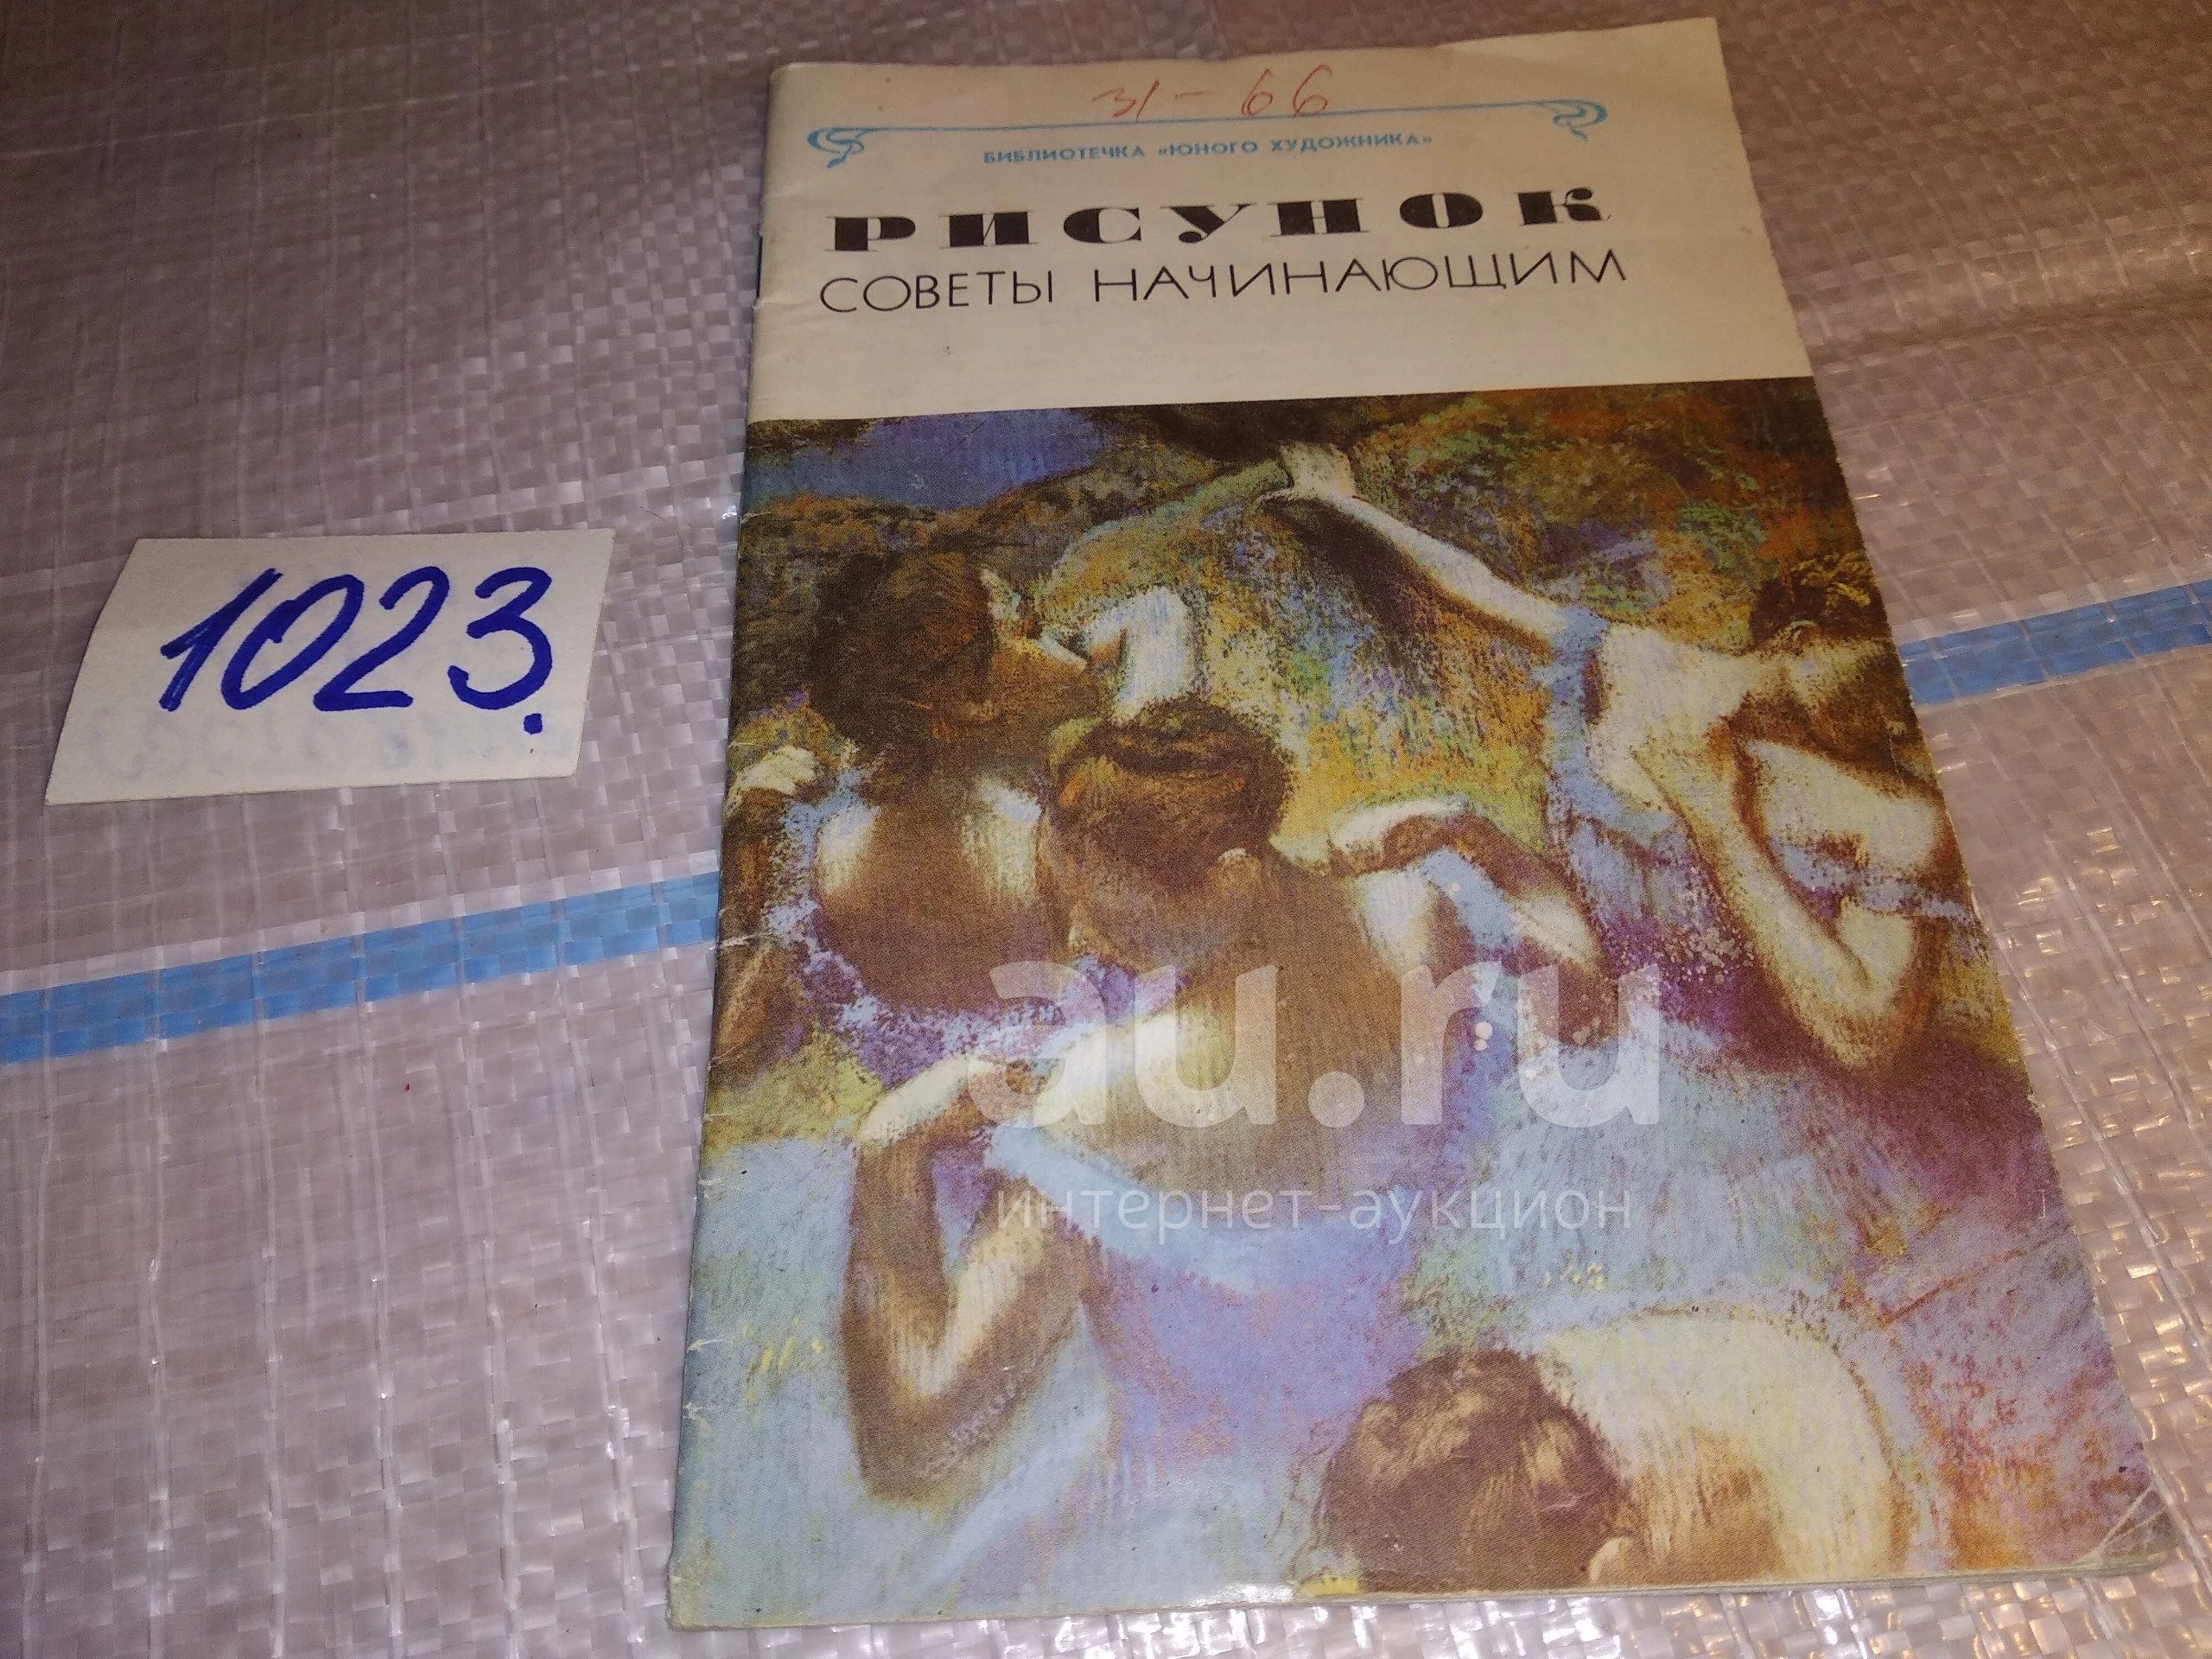 31-66
БИБЛИОТЕЧКА «ЮНОГО ХУДОЖНИКА»
РИСУНОК
СОВЕТЫ НАЧИНАЮЩИМ
1023.
au.ru
интернет-аукцион